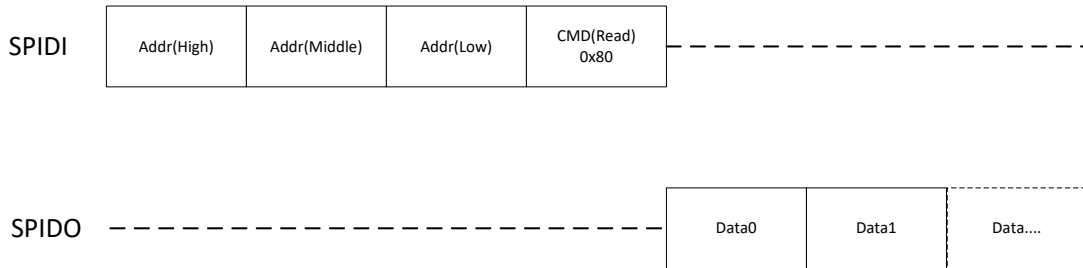 SPIDI
Addr(High)
Addr(Middle)
Addr(Low)
CMD(Read)
0x80
SPIDO
Data0
Data1
Data....